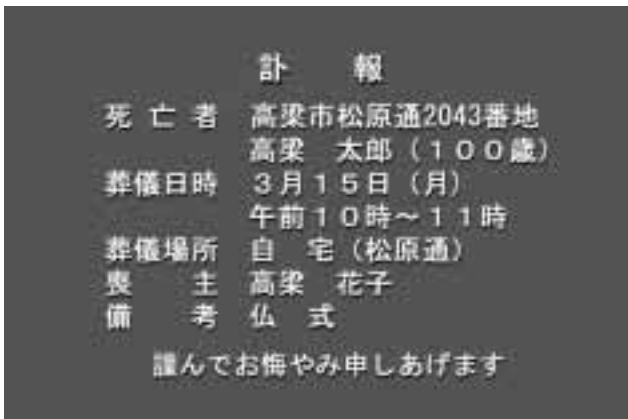 訃　報
死亡者　高梁市松原通2043番地
高梁　太郎（１００歳）
葬儀日時　３月１５日（月）
午前１０時～１１時
葬儀場所　自　宅（松原通）
喪　主　高梁　花子
備　考　仏　式
謹んでお悔やみ申しあげます